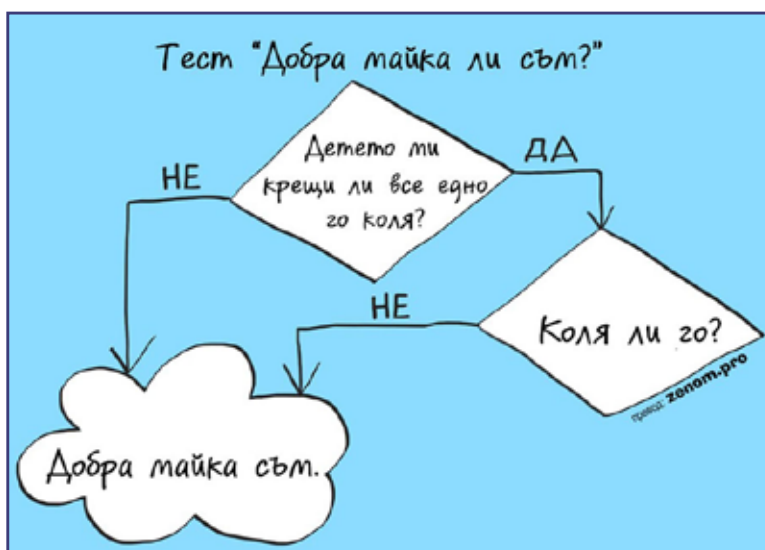 Тест "Добра майка ли съм?"
Детето ми
крещи ли все едно
го коля?
НЕ
ДА
Коля ли го?
НЕ
Добра майка съм.
превод: zenom.pro